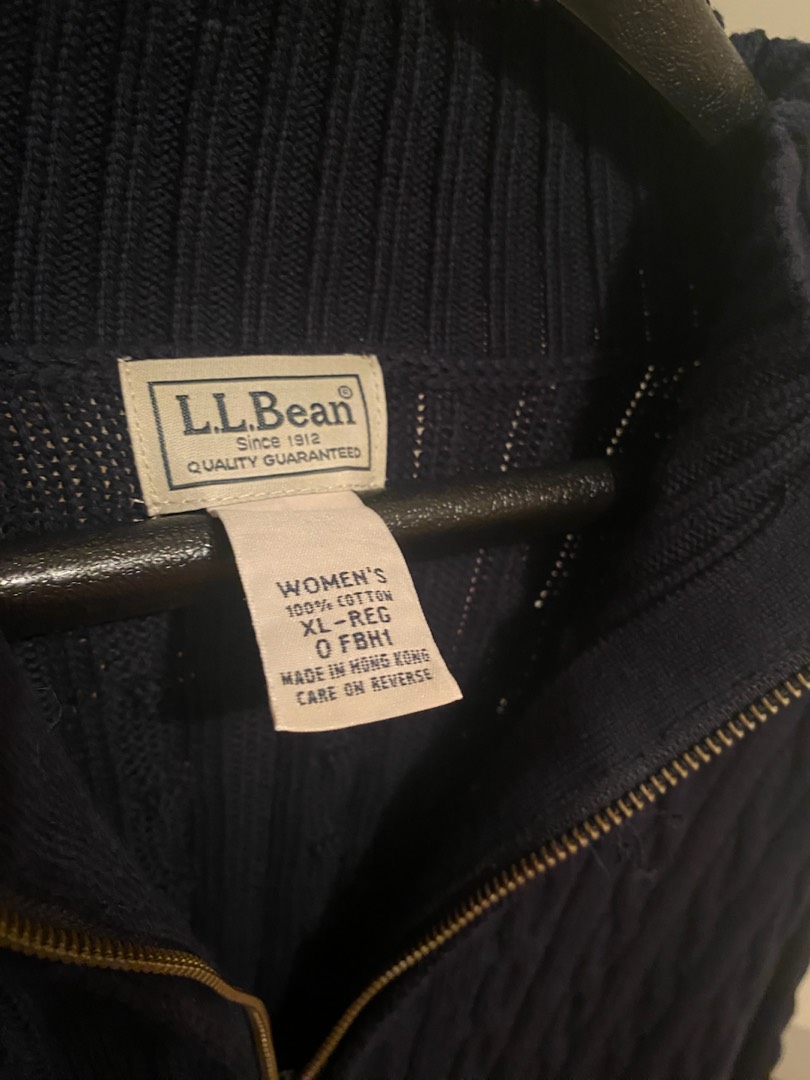 L.L.Bean©
Since 1912
QUALITY GUARANTEED
WOMEN'S
100% COTTON
XL-REG
0 FBH1
MADE IN HONG KONG
CARE ON REVERSE